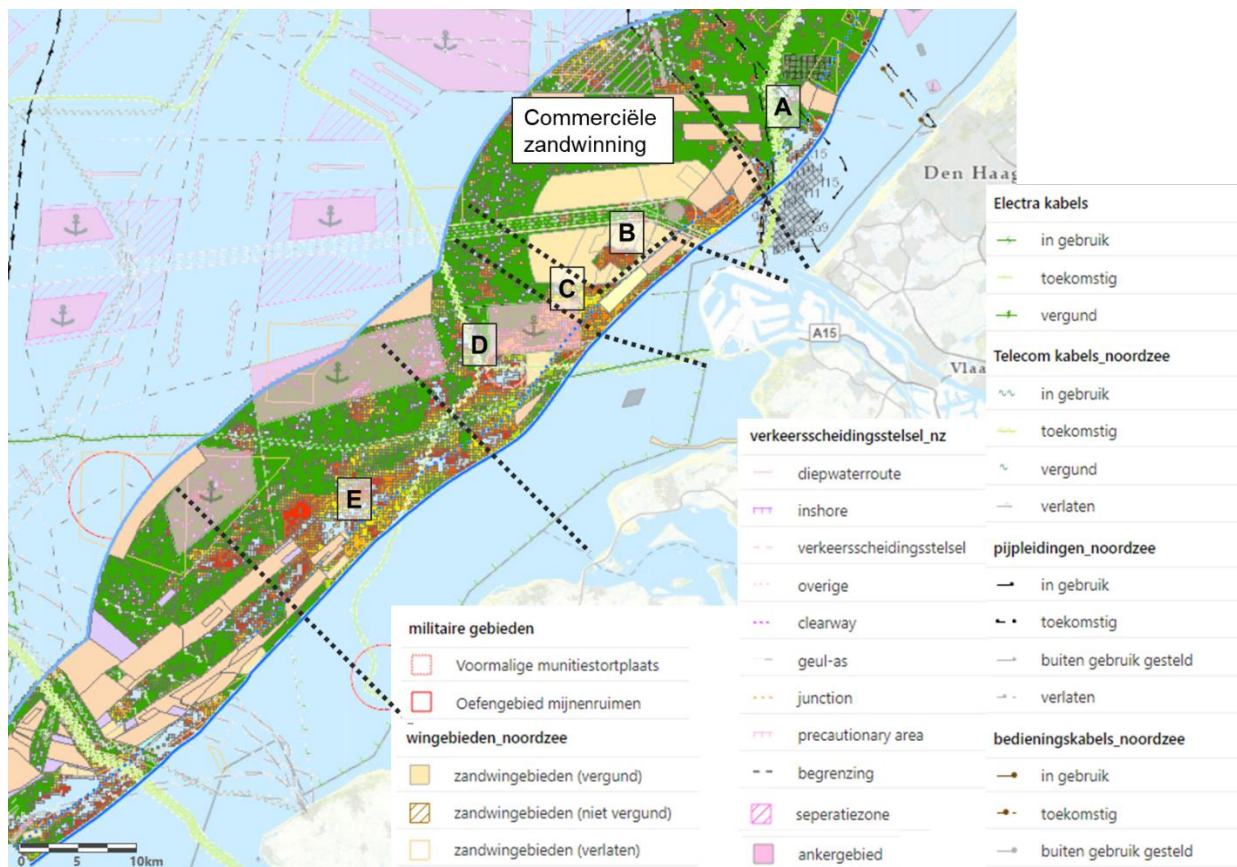 Commerciële
zandwinning
A
B
C
D
E
Den Haag
A15
Vlaa
15
0 5 10km
militaire gebieden
Voormalige munitiestortplaats
Oefengebied mijnenruimen
wingebieden_noordzee
zandwingebieden (vergund)
zandwingebieden (niet vergund)
zandwingebieden (verlaten)
verkeersscheidingsstelsel_nz
diepwaterroute
inshore
verkeersscheidingsstelsel
overige
clearway
geul-as
junction
precautionary area
begrenzing
seperatiezone
ankergebied
Electra kabels
in gebruik
toekomstig
vergund
Telecom kabels_noordzee
in gebruik
toekomstig
vergund
verlaten
pijpleidingen_noordzee
in gebruik
toekomstig
buiten gebruik gesteld
verlaten
bedieningskabels_noordzee
in gebruik
toekomstig
buiten gebruik gesteld